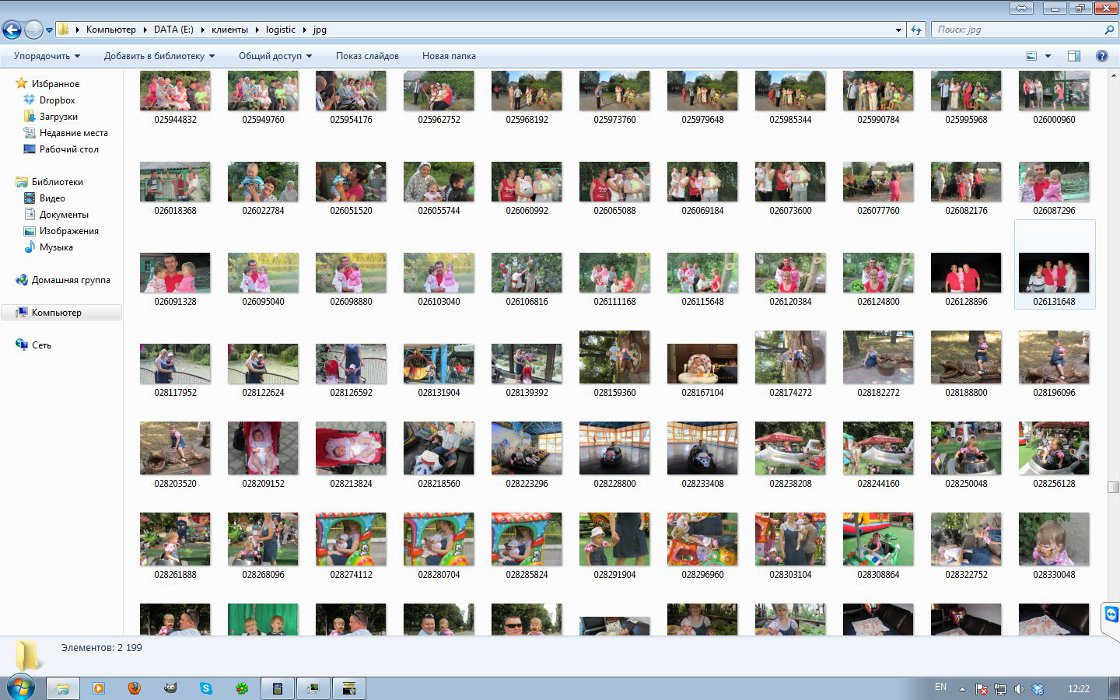 Компьютер ▸ DATA (E:) ▸ клиенты ▸ logistic ▸ jpg
Поиск: jpg
Упорядочить Добавить в библиотеку Общий доступ Показ слайдов Новая папка
Избранное
Dropbox
Загрузки
Недавние места
Рабочий стол
Библиотеки
Видео
Документы
Изображения
Музыка
Домашняя группа
Компьютер
Сеть
025944832 025949760 025954176 025962752 025968192 025973760 025979648 025985344 025990784 025995968 026000960
026018368 026022784 026051520 026055744 026060992 026065088 026069184 026073600 026077760 026082176 026087296
026091328 026095040 026098880 026103040 026106816 026111168 026115648 026120384 026124800 026128896 026131648
028117952 028122624 028126592 028131904 028139392 028159360 028167104 028174272 028182272 028188800 028196096
028203520 028209152 028213824 028218560 028223296 028228800 028233408 028238208 028244160 028250048 028256128
028261888 028268096 028274112 028280704 028285824 028291904 028296960 028303104 028308864 028322752 028330048
Элементов: 2 199
EN
12:22